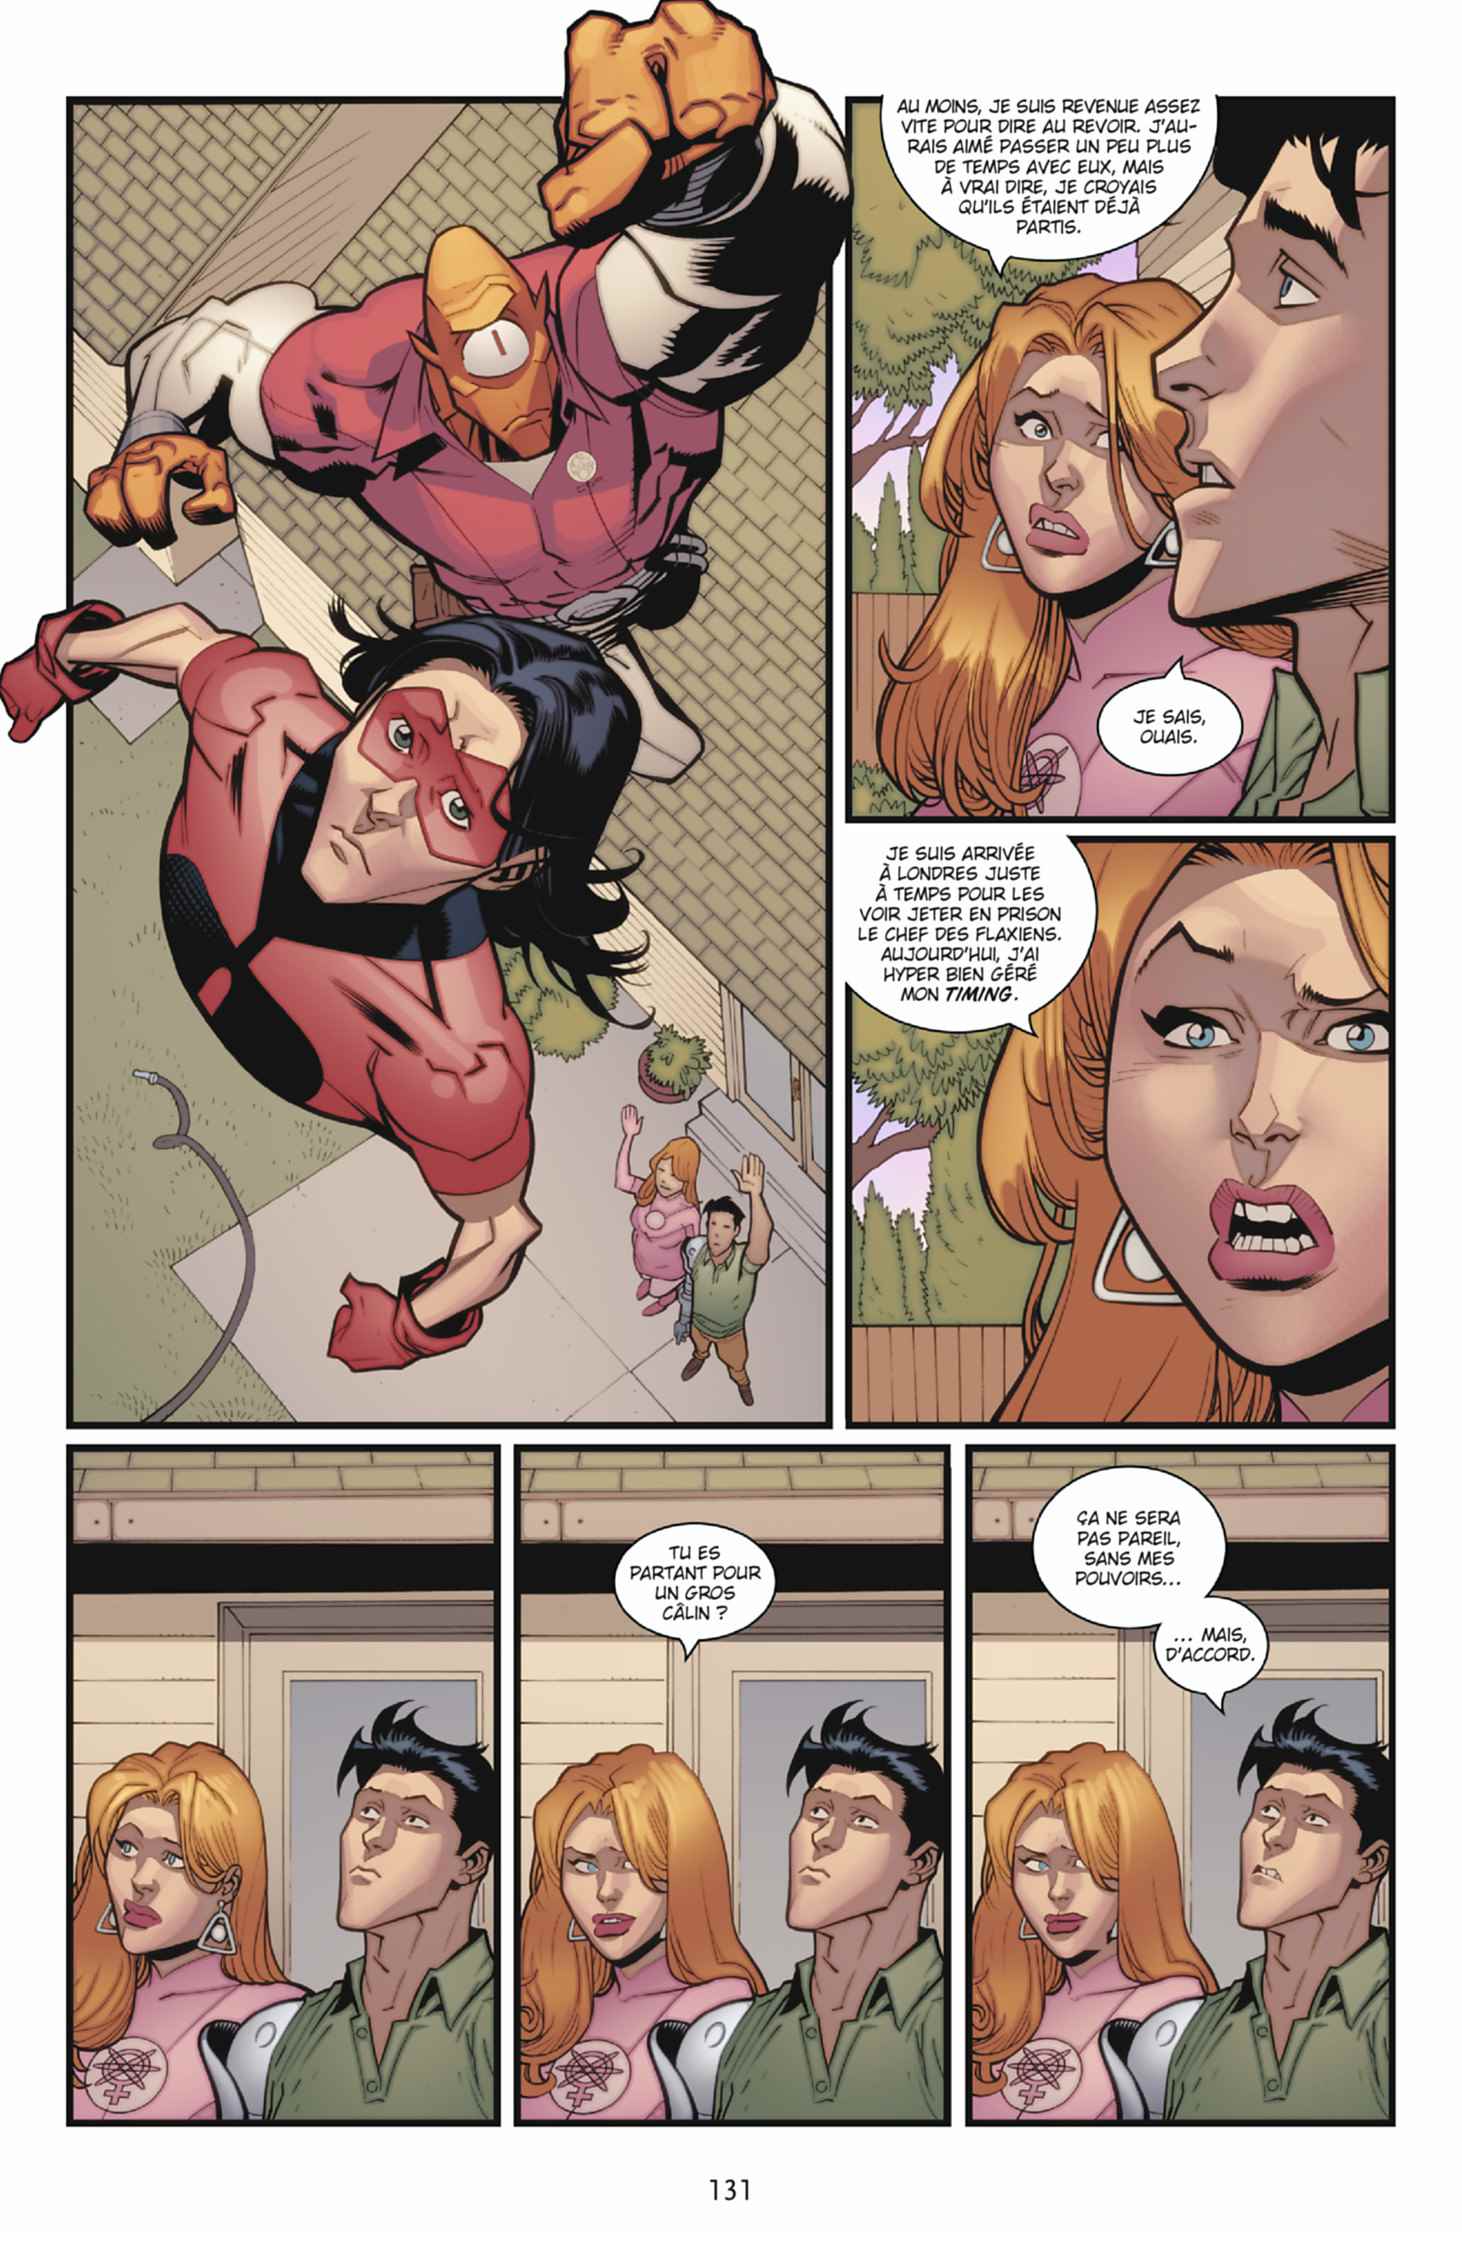 AU MOINS, JE SUIS REVENUE ASSEZ
VITE POUR DIRE AU REVOIR. J'AU-
RAIS AIMÉ PASSER UN PEU PLUS
DE TEMPS AVEC EUX, MAIS
À VRAI DIRE, JE CROYAIS
QU'ILS ÉTAIENT DÉJÀ
PARTIS.
JE SAIS,
OUAIS.
JE SUIS ARRIVÉE
À LONDRES JUSTE
À TEMPS POUR LES
VOIR JETER EN PRISON
LE CHEF DES FLAXIENS.
AUJOURD'HUI, J'AI
HYPER BIEN GÉRÉ
MON TIMING.
TU ES
PARTANT POUR
UN GROS
CÂLIN ?
ÇA NE SERA
PAS PAREIL,
SANS MES
POUVOIRS...
... MAIS,
D'ACCORD.
131